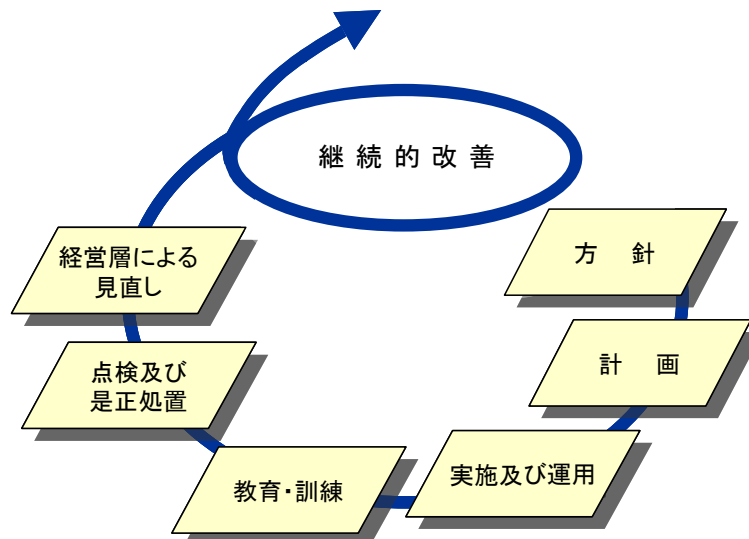 継続的改善
方　針
計　画
実施及び運用
教育・訓練
点検及び
是正処置
経営層による
見直し